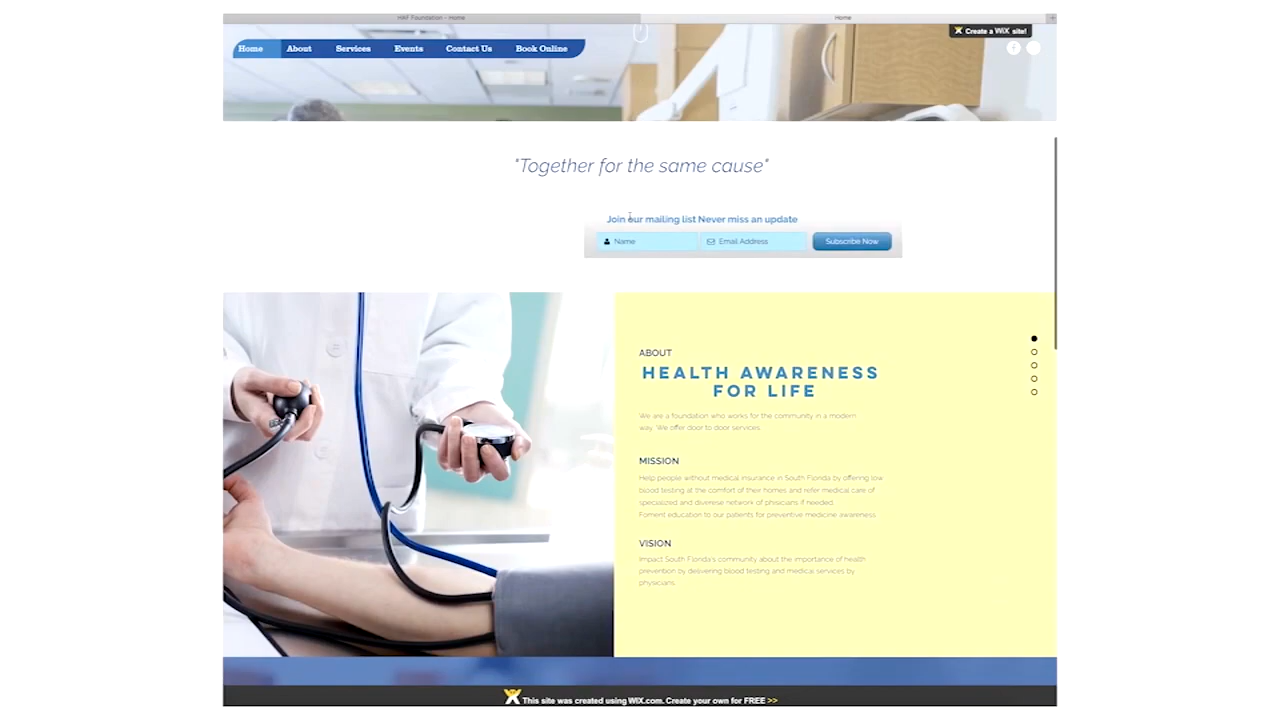 HWF Foundation - Home
Home
Create a WiX site!
Home About Services Events Contact Us Book Online
"Together for the same cause"
Join our mailing list Never miss an update
Name
Email Address
Subscribe Now
ABOUT
HEALTH AWARENESS
FOR LIFE
We are a foundation who works for the community in a modern
way. We offer door to door services.
MISSION
Help people without medical insurance in South Florida by offering low
blood testing at the comfort of their homes and refer medical care of
specialized and diverese network of physicians if needed.
Foment education to our patients for preventive medicine awareness.
VISION
Impact South Florida's community about the importance of health
prevention by delivering blood testing and medical services by
physicians.
This site was created using WIX.com. Create your own for FREE >>